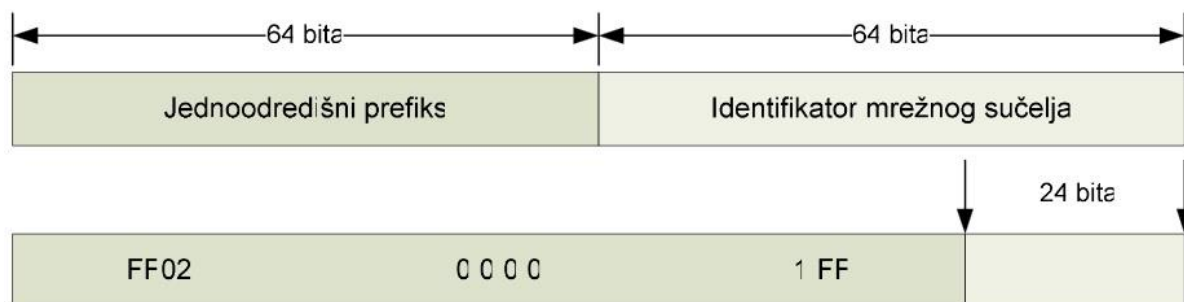 64 bita 64 bita
Jednoodredišni prefiks Identifikator mrežnog sučelja
24 bita
FF02 0 0 0 0 1 FF